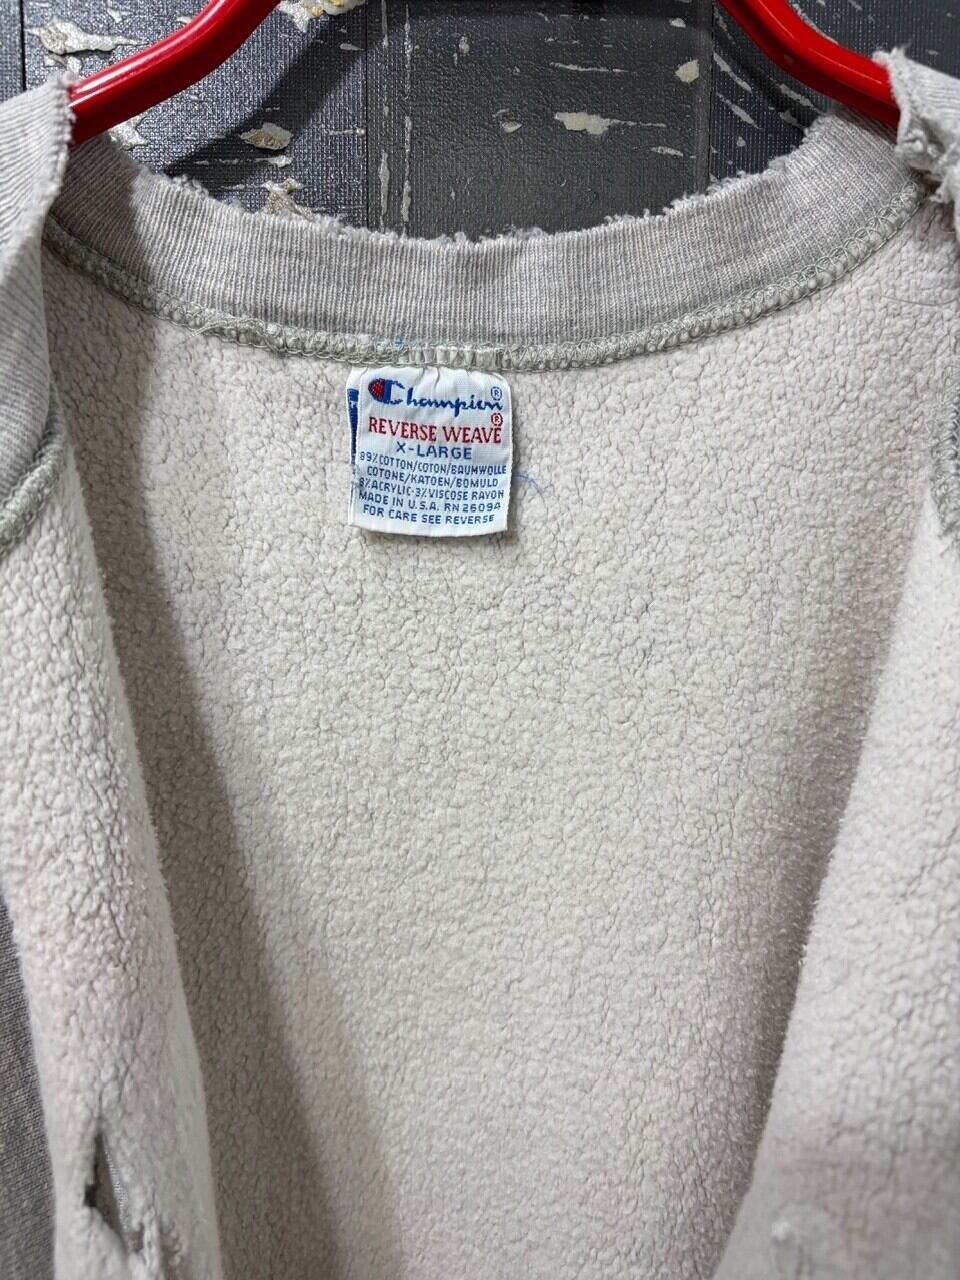 Champion®
REVERSE WEAVE®
X-LARGE
89% COTTON/COTON/BAUMWOLLE
COTONE/KATOEN/BOMULD
8% ACRYLIC-3% VISCOSE RAYON
MADE IN U.S.A. RN 26094
FOR CARE SEE REVERSE